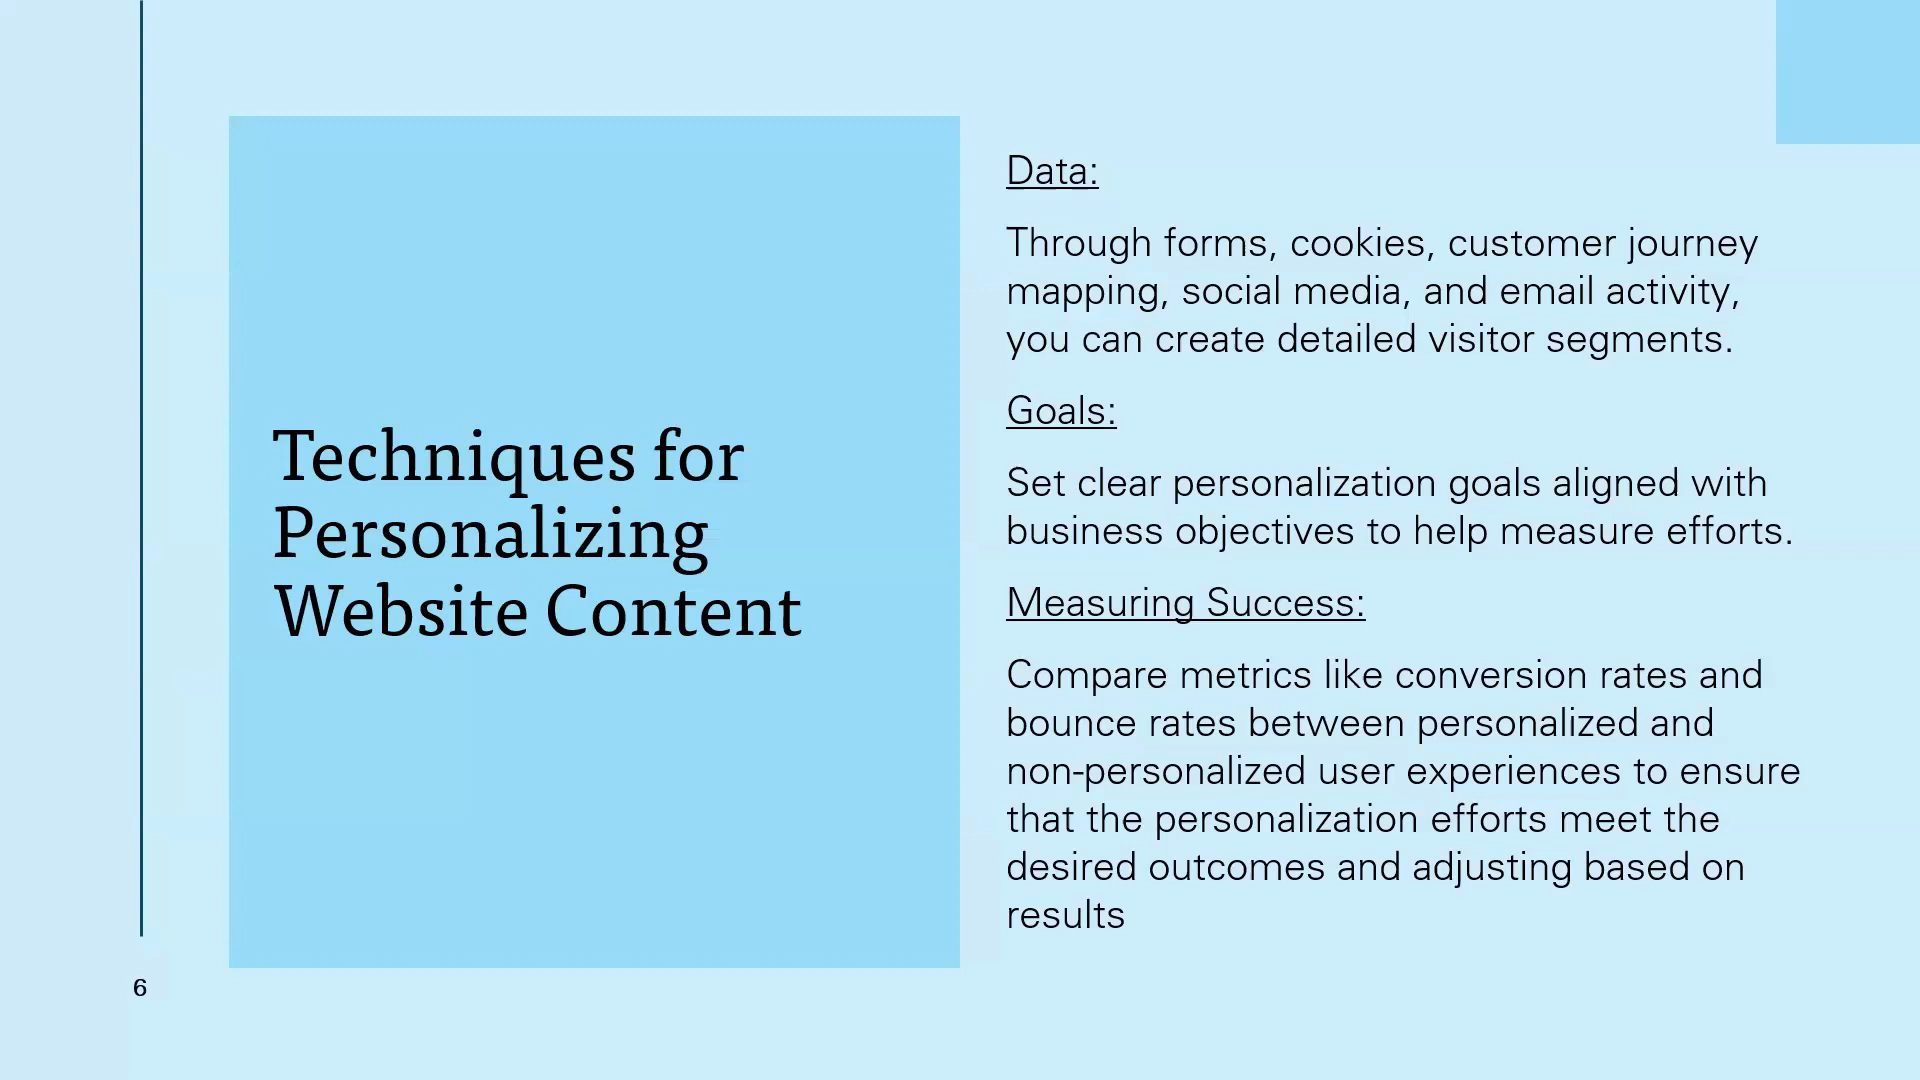 Techniques for
Personalizing
Website Content
Data:
Through forms, cookies, customer journey
mapping, social media, and email activity,
you can create detailed visitor segments.
Goals:
Set clear personalization goals aligned with
business objectives to help measure efforts.
Measuring Success:
Compare metrics like conversion rates and
bounce rates between personalized and
non-personalized user experiences to ensure
that the personalization efforts meet the
desired outcomes and adjusting based on
results
6